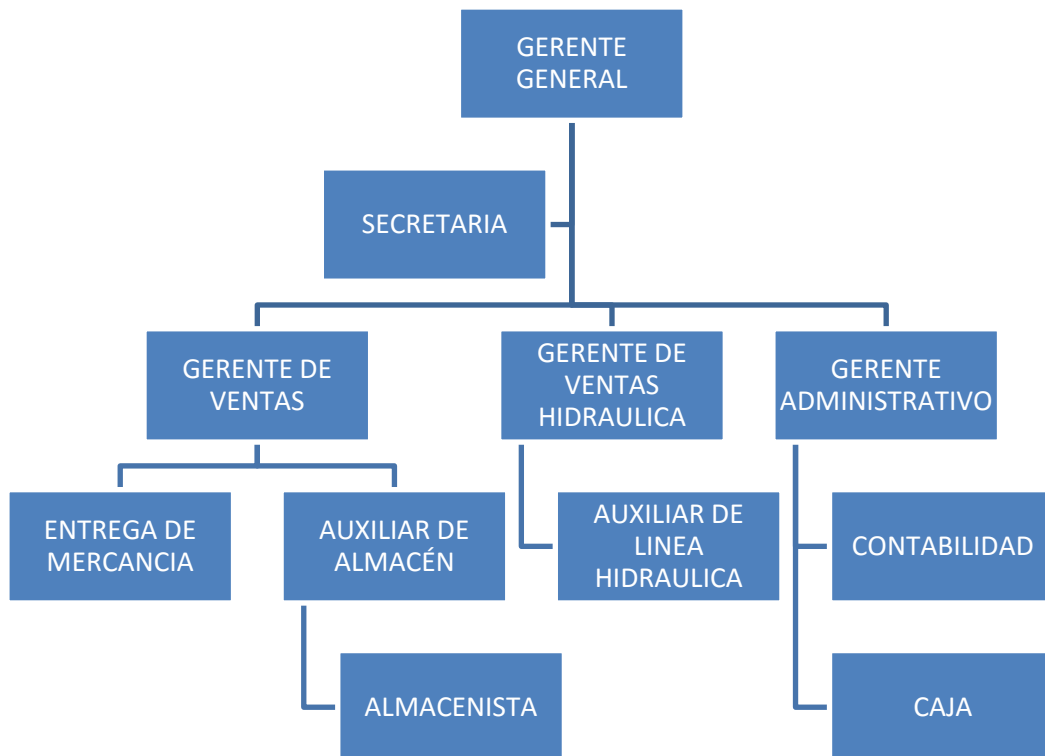 GERENTE
GENERAL
SECRETARIA
GERENTE DE
VENTAS
GERENTE DE
VENTAS
HIDRAULICA
GERENTE
ADMINISTRATIVO
ENTREGA DE
MERCANCIA
AUXILIAR DE
ALMACÉN
AUXILIAR DE
LINEA
HIDRAULICA
CONTABILIDAD
ALMACENISTA
CAJA